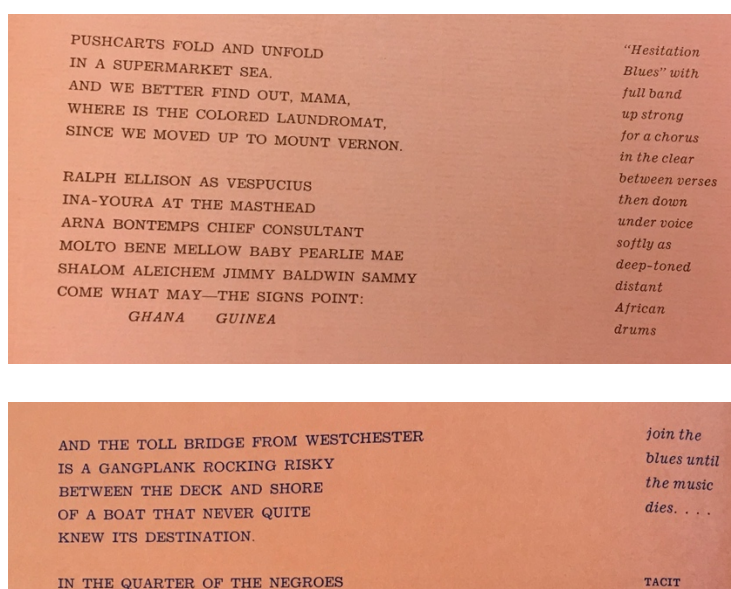 PUSHCARTS FOLD AND UNFOLD
IN A SUPERMARKET SEA.
AND WE BETTER FIND OUT, MAMA,
WHERE IS THE COLORED LAUNDROMAT,
SINCE WE MOVED UP TO MOUNT VERNON.
RALPH ELLISON AS VESPUCIUS
INA-YOURA AT THE MASTHEAD
ARNA BONTEMPS CHIEF CONSULTANT
MOLTO BENE MELLOW BABY PEARLIE MAE
SHALOM ALEICHEM JIMMY BALDWIN SAMMY
COME WHAT MAY—THE SIGNS POINT:
GHANA GUINEA
"Hesitation
Blues" with
full band
up strong
for a chorus
in the clear
between verses
then down
under voice
softly as
deep-toned
distant
African
drums
AND THE TOLL BRIDGE FROM WESTCHESTER
IS A GANGPLANK ROCKING RISKY
BETWEEN THE DECK AND SHORE
OF A BOAT THAT NEVER QUITE
KNEW ITS DESTINATION.
IN THE QUARTER OF THE NEGROES
join the
blues until
the music
dies. . . .
TACIT